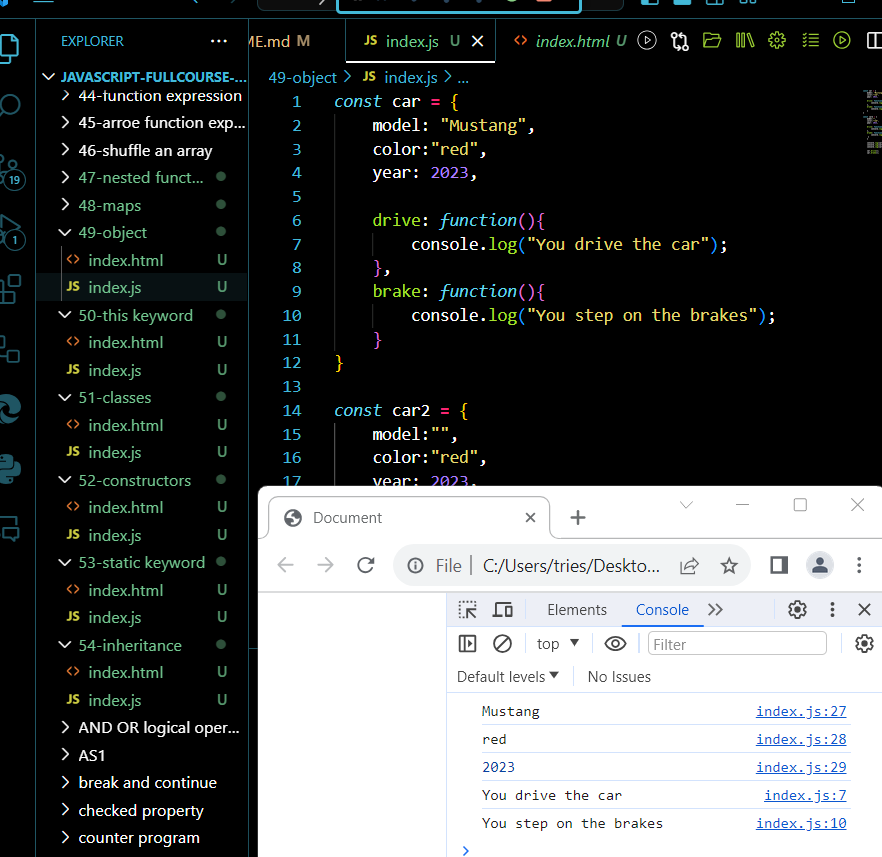 EXPLORER
JAVASCRIPT-FULLCOURSE-...
44-function expression
45-arroe function exp...
46-shuffle an array
47-nested funct...
48-maps
49-object
index.html U
JS index.js U
50-this keyword
index.html U
JS index.js U
51-classes
index.html U
JS index.js U
52-constructors
index.html U
JS index.js U
53-static keyword
index.html U
JS index.js U
54-inheritance
index.html U
JS index.js U
AND OR logical oper...
AS1
break and continue
checked property
counter program
19
1
ME.md M
JS index.js U
index.html U
49-object > JS index.js > ...
1 const car = {
2 model: "Mustang",
3 color:"red",
4 year: 2023,
5
6 drive: function(){
7 console.log("You drive the car");
8 },
9 brake: function(){
10 console.log("You step on the brakes");
11 }
12 }
13
14 const car2 = {
15 model:"",
16 color:"red",
17 year: 2023,
Document
File | C:/Users/tries/Deskto...
Elements Console
top Filter
Default levels No Issues
Mustang index.js:27
red index.js:28
2023 index.js:29
You drive the car index.js:7
You step on the brakes index.js:10